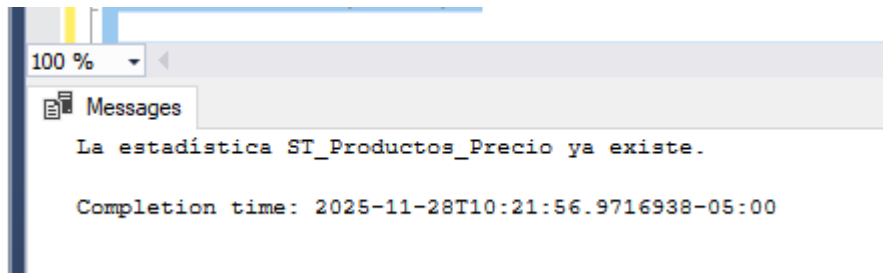 100 %
Messages
La estadística ST_Productos_Precio ya existe.
Completion time: 2025-11-28T10:21:56.9716938-05:00